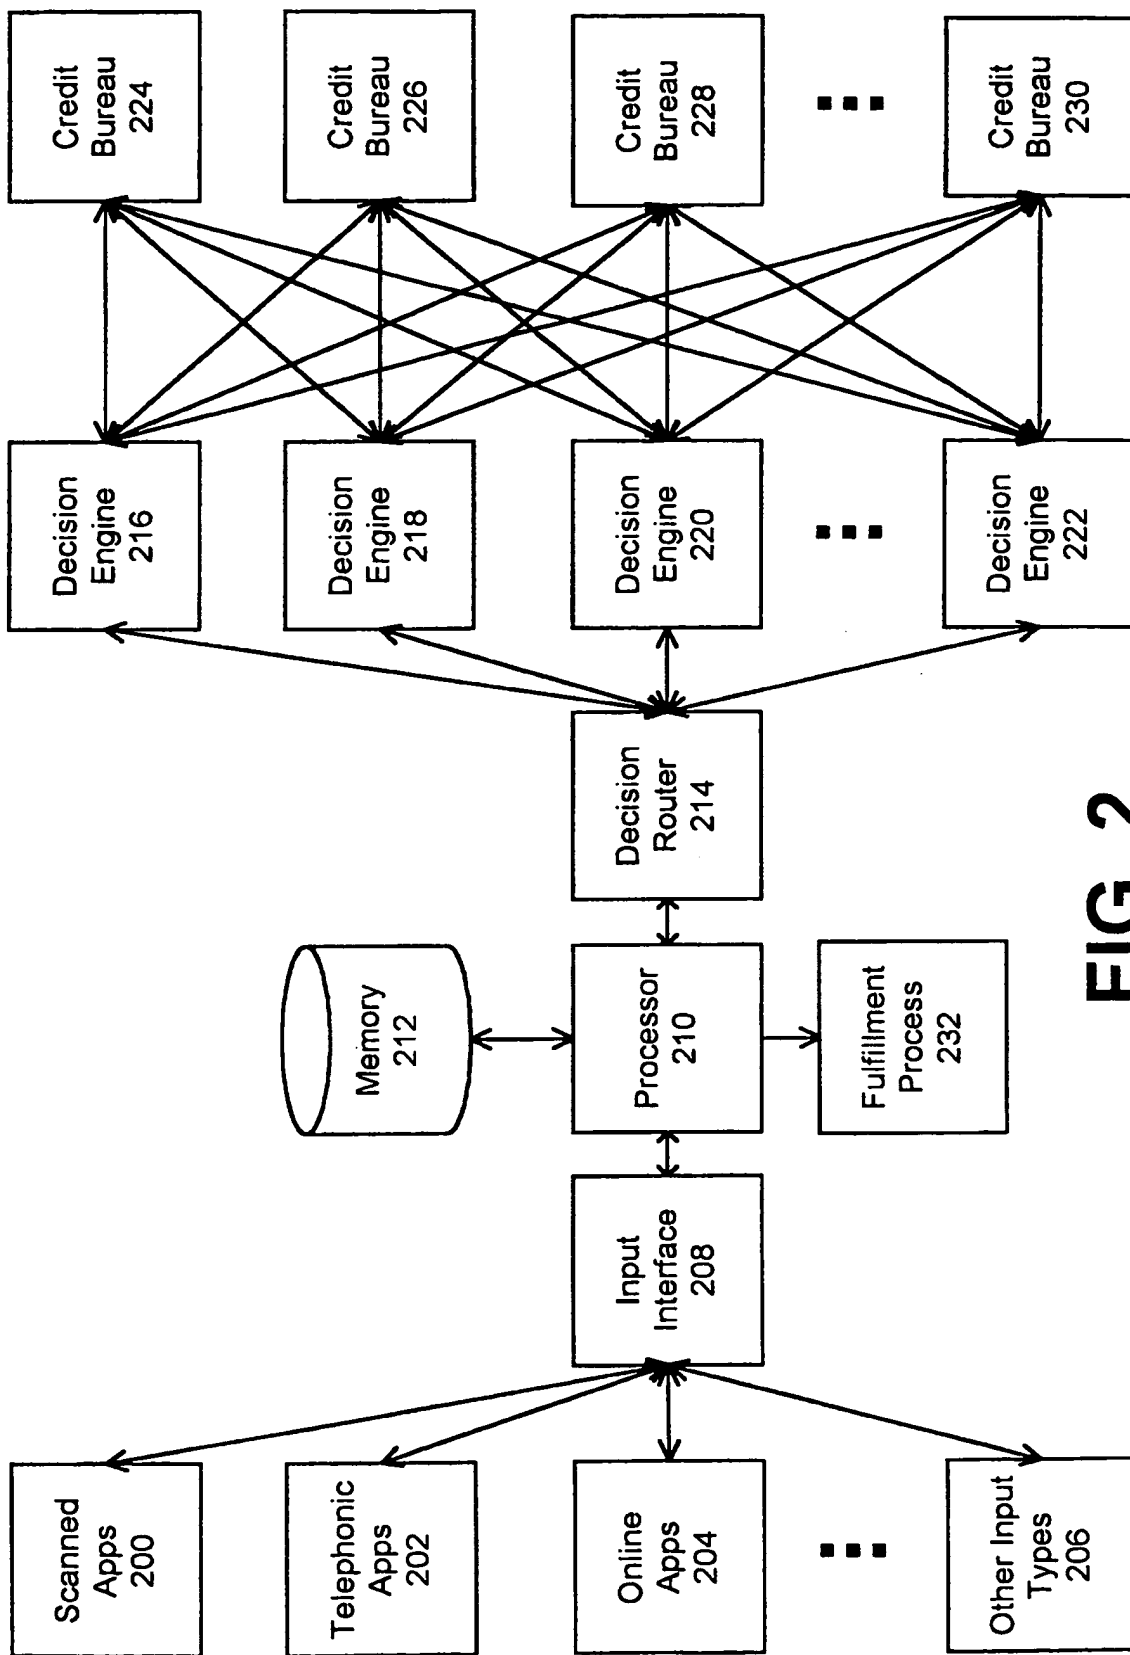 Scanned
Apps
200
Telephonic
Apps
202
Online
Apps
204
Other Input
Types
206
Input
Interface
208
Memory
212
Processor
210
Fulfillment
Process
232
Decision
Router
214
Decision
Engine
216
Decision
Engine
218
Decision
Engine
220
Decision
Engine
222
Credit
Bureau
224
Credit
Bureau
226
Credit
Bureau
228
Credit
Bureau
230
FIG 2